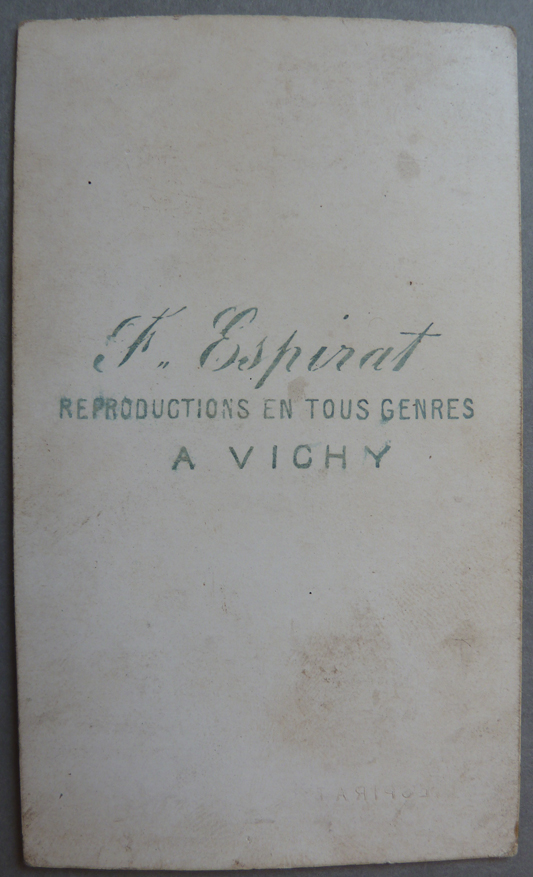 F. Espirat
REPRODUCTIONS EN TOUS GENRES
A VICHY